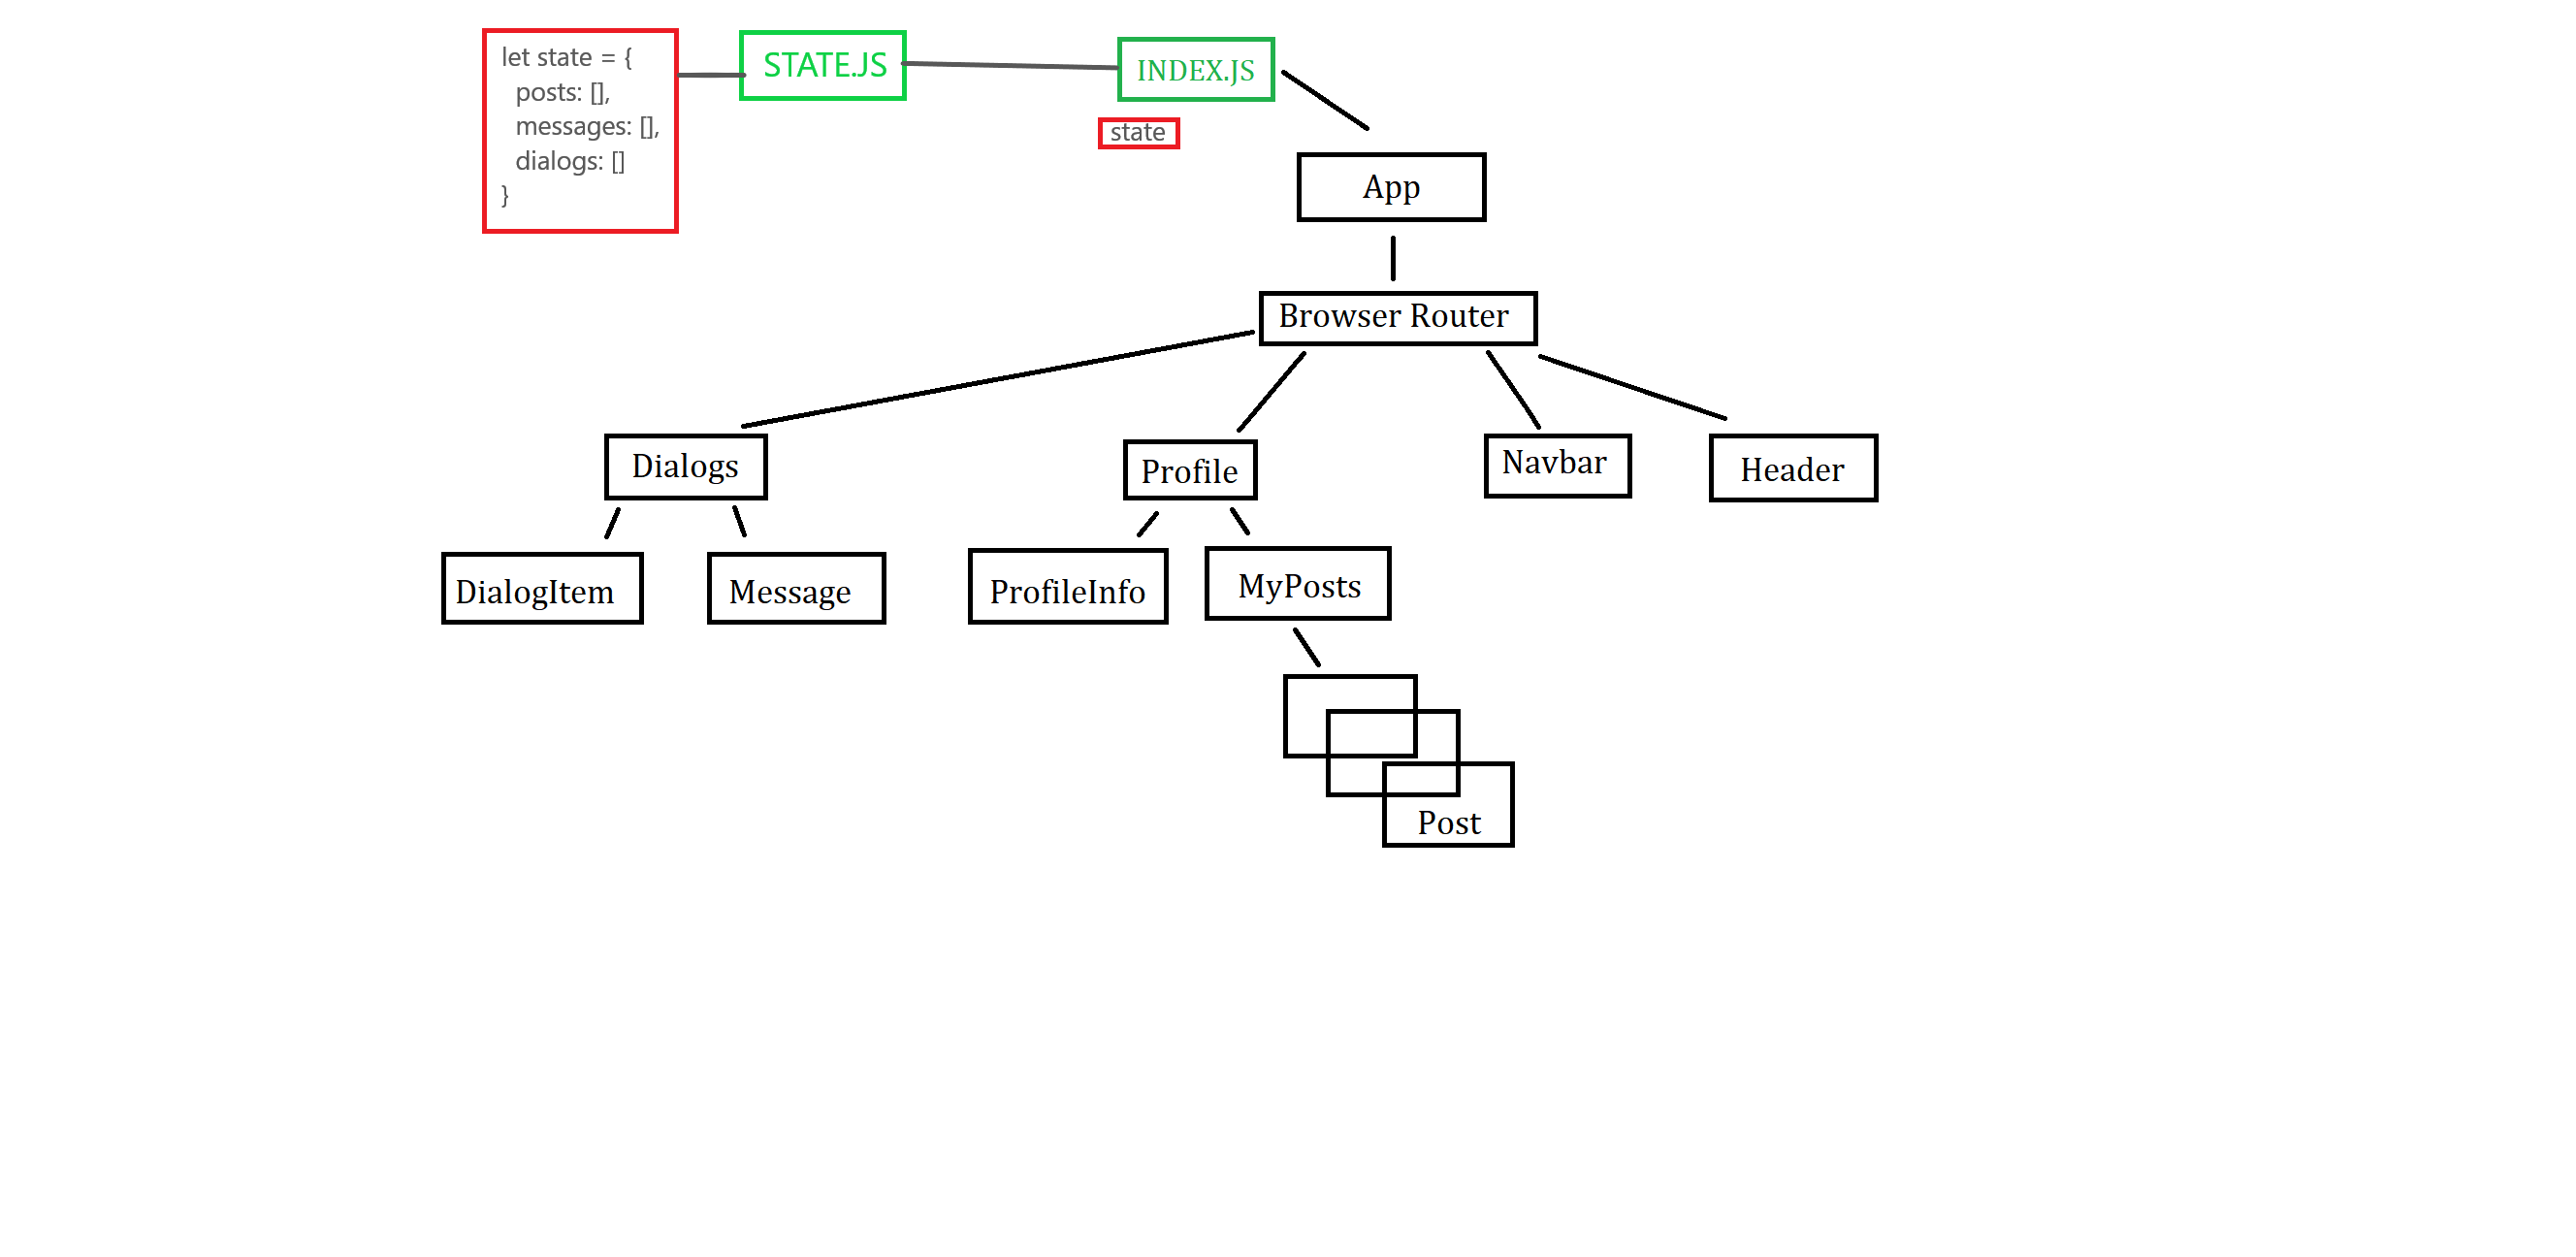 let state = {
posts: [],
messages: [],
dialogs: []
}
STATE.JS
INDEX.JS
state
App
Browser Router
Dialogs
Profile
Navbar
Header
DialogItem
Message
ProfileInfo
MyPosts
Post